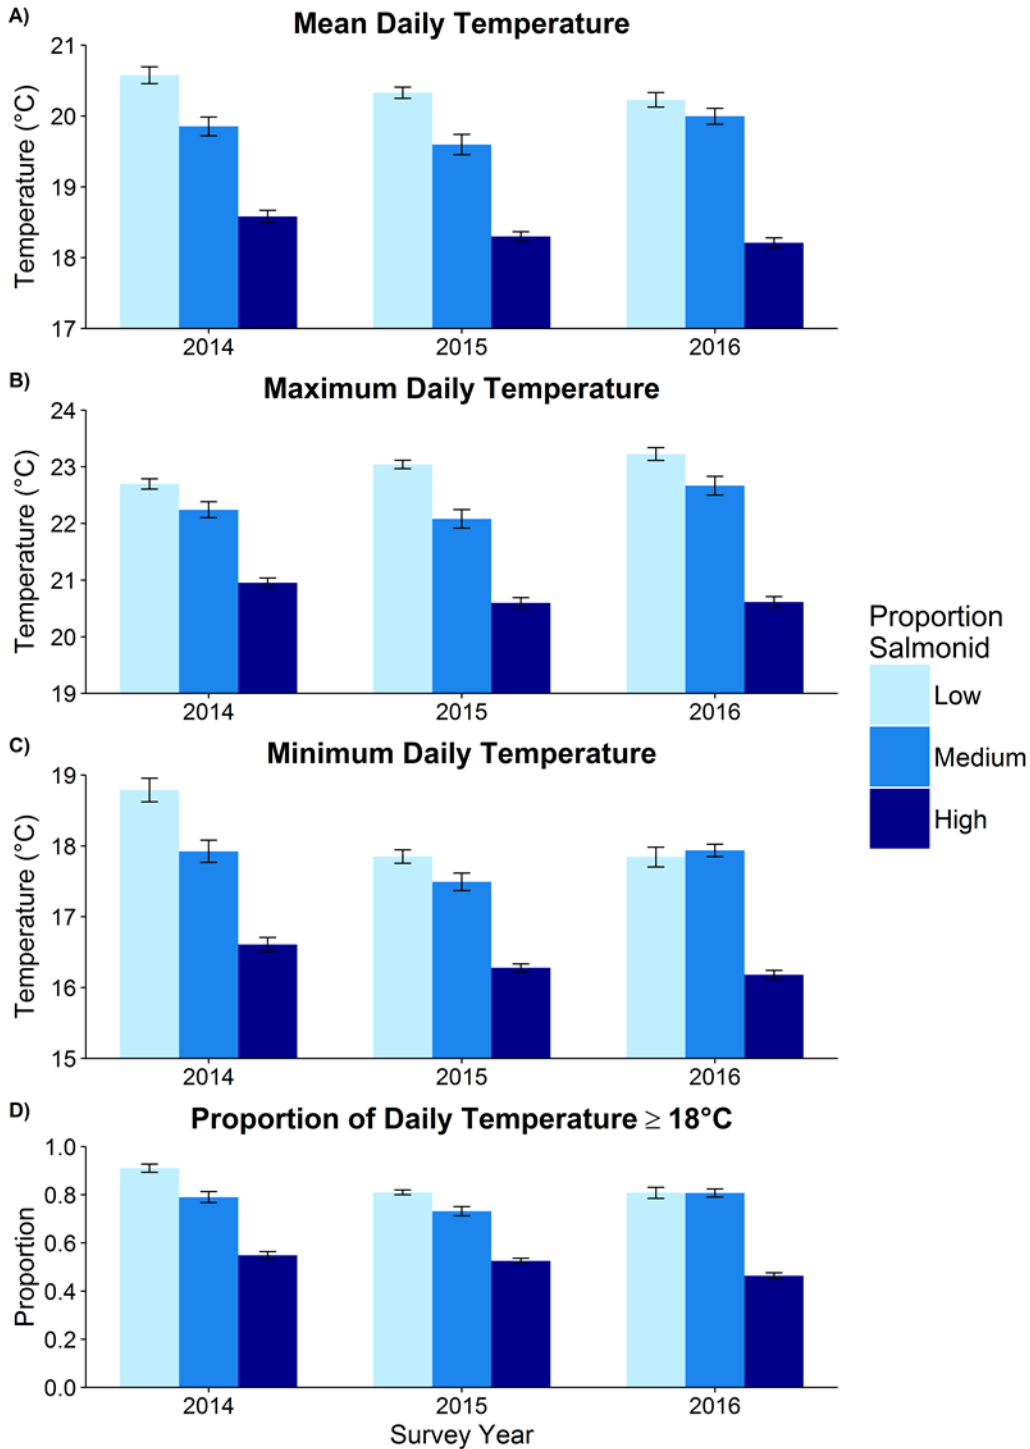 A)
Mean Daily Temperature
Temperature (°C)
21
20
19
18
17
2014
2015
2016
B)
Maximum Daily Temperature
Temperature (°C)
24
23
22
21
20
19
2014
2015
2016
C)
Minimum Daily Temperature
Temperature (°C)
19
18
17
16
15
2014
2015
2016
D)
Proportion of Daily Temperature ≥ 18°C
Proportion
1.0
0.8
0.6
0.4
0.2
0.0
2014
2015
2016
Survey Year
Proportion
Salmonid
Low
Medium
High